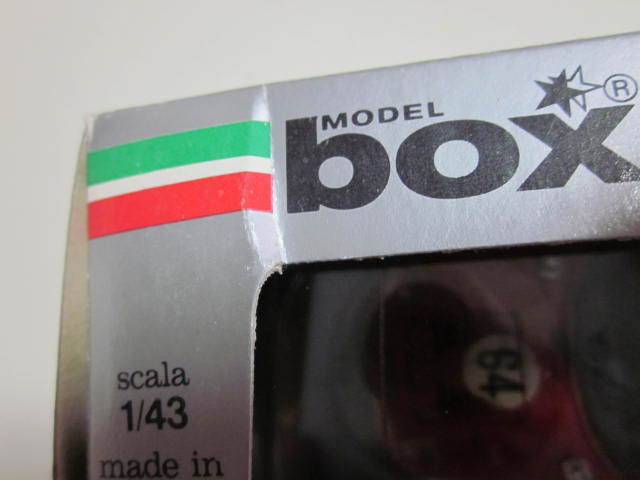 MODEL
box ®
scala
1/43
made in
64